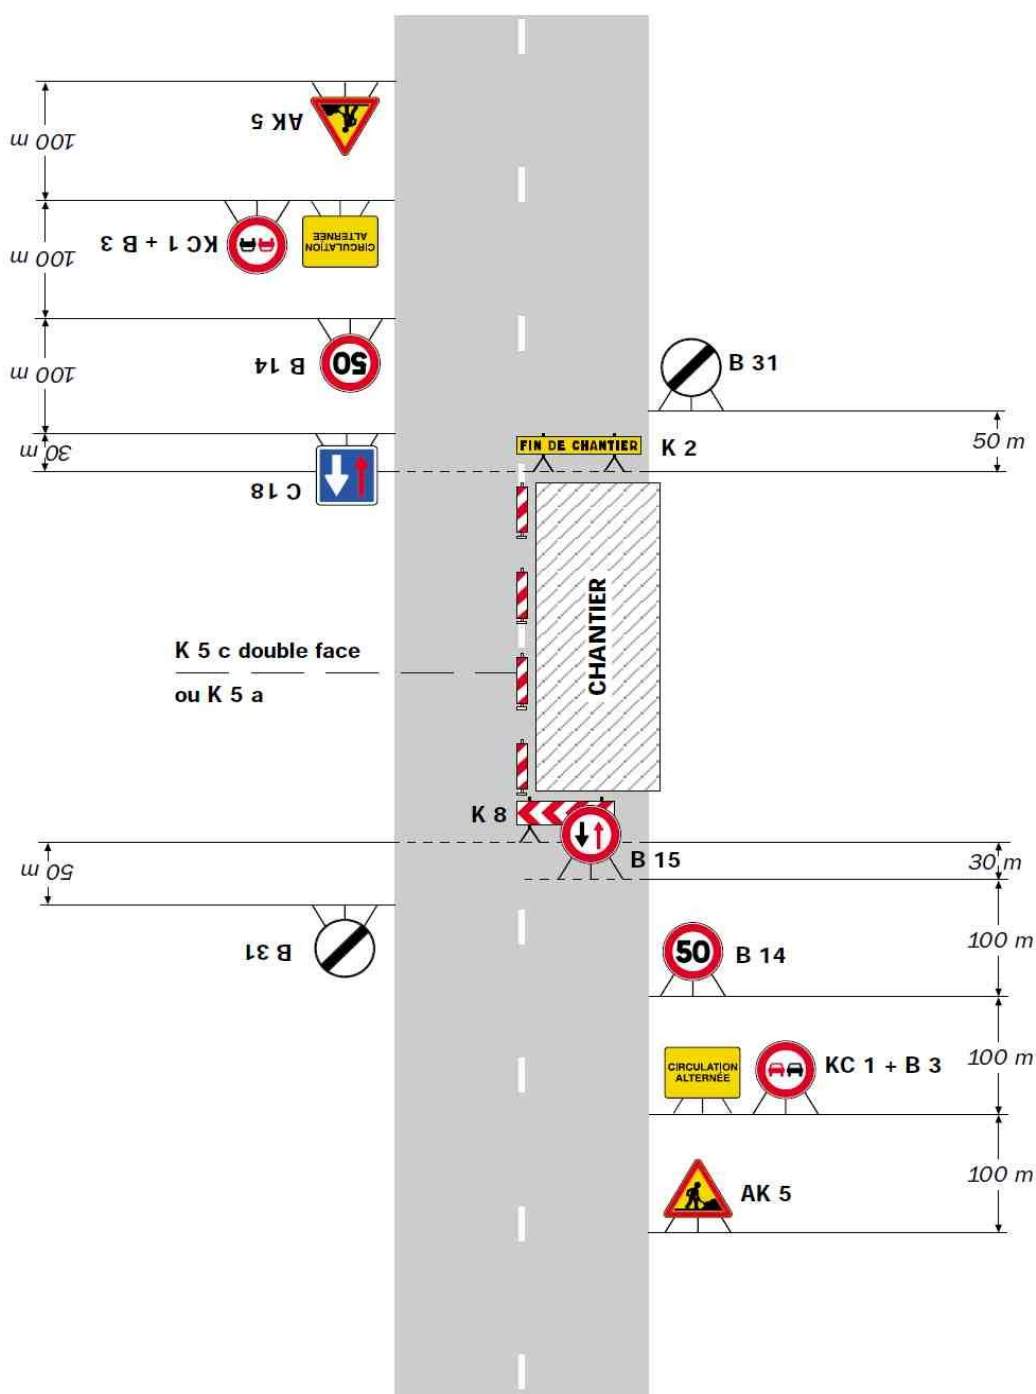 100 m
AK 5
100 m
KC 1 + B 3
CIRCULATION
ALTERNÉE
100 m
B 14
50
30 m
C 18
B 31
50 m
FIN DE CHANTIER
K 2
CHANTIER
K 5 c double face
ou K 5 a
K 8
B 15
30 m
50 m
B 31
50
B 14
100 m
CIRCULATION
ALTERNÉE
KC 1 + B 3
100 m
AK 5
100 m